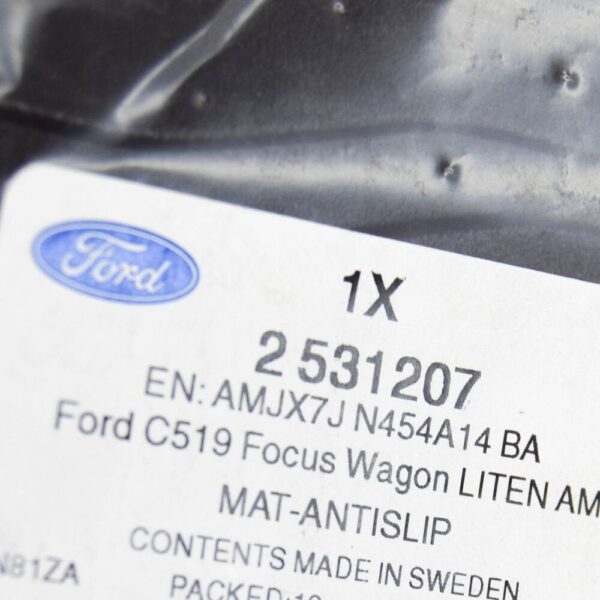 Ford
1X
2 531207
EN: AMJX7J N454A14 BA
Ford C519 Focus Wagon LITEN AM
MAT-ANTISLIP
CONTENTS MADE IN SWEDEN
N81ZA
PACKED: